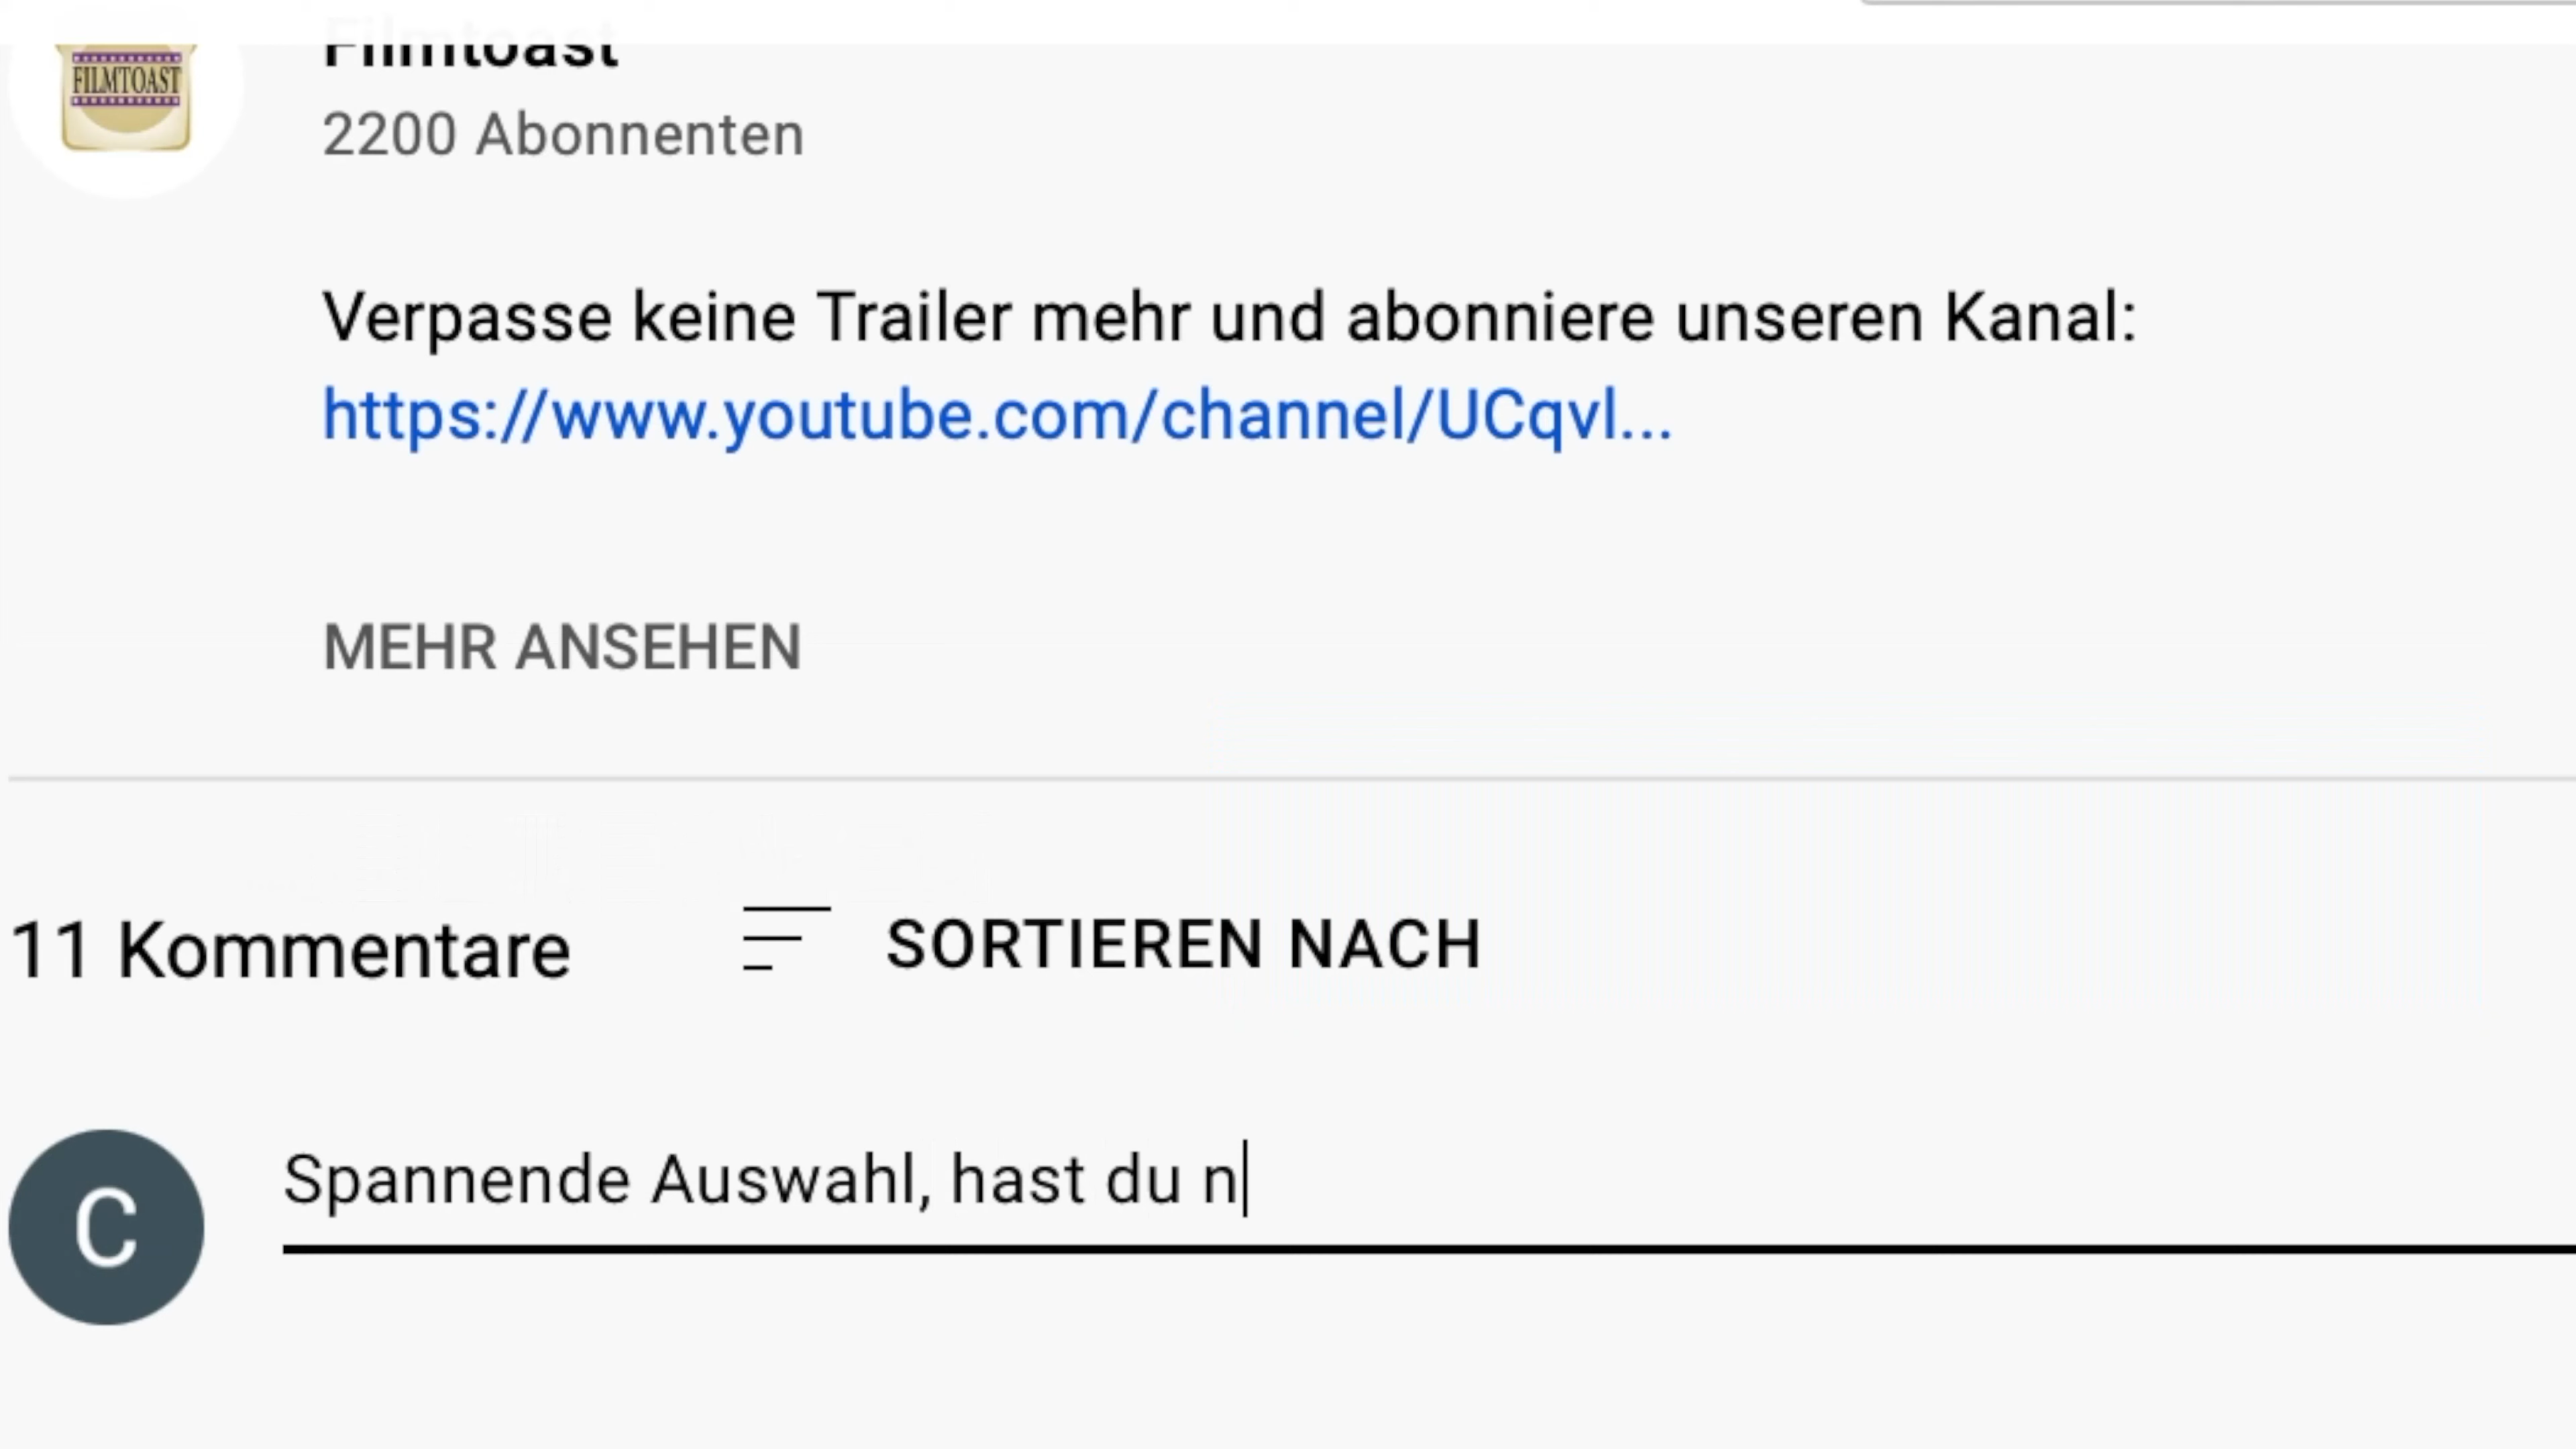 Filmtoast
FILMTOAST
2200 Abonnenten
Verpasse keine Trailer mehr und abonniere unseren Kanal:
https://www.youtube.com/channel/UCqvl...
MEHR ANSEHEN
11 Kommentare
SORTIEREN NACH
C
Spannende Auswahl, hast du n